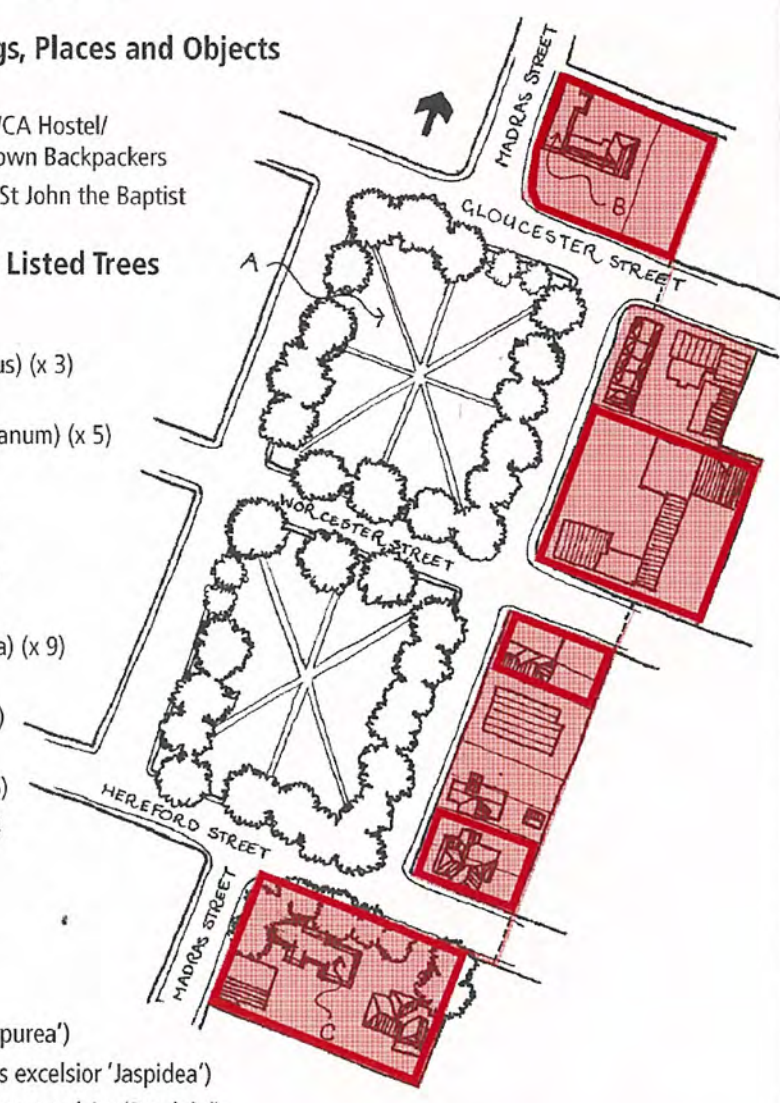 gs, Places and Objects
CA Hostel/
own Backpackers
St John the Baptist
Listed Trees
us) (x 3)
anum) (x 5)
a) (x 9)
)
)
purea')
s excelsior 'Jaspidea')
MADRAS STREET
B
GLOUCESTER STREET
A
WORCESTER STREET
HEREFORD STREET
MADRAS STREET
C